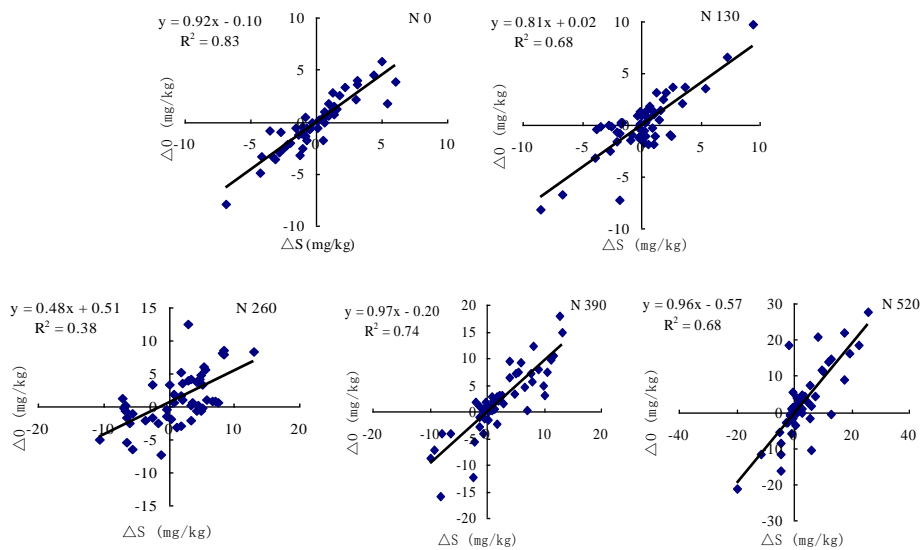 y = 0.92x - 0.10
R² = 0.83
N 0
10
5
0
-5
-10
-10 -5 0 5 10
△O (mg/kg)
△S (mg/kg)
y = 0.81x + 0.02
R² = 0.68
N 130
10
5
0
-5
-10
-10 -5 0 5 10
△O (mg/kg)
△S (mg/kg)
y = 0.48x + 0.51
R² = 0.38
N 260
15
10
5
0
-5
-10
-15
-20 -10 0 10 20
△O (mg/kg)
△S (mg/kg)
y = 0.97x - 0.20
R² = 0.74
N 390
20
15
10
5
0
-5
-10
-15
-20
-20 -10 0 10 20
△O (mg/kg)
△S (mg/kg)
y = 0.96x - 0.57
R² = 0.68
N 520
30
20
10
0
-10
-20
-30
-40 -20 0 20 40
△O (mg/kg)
△S (mg/kg)